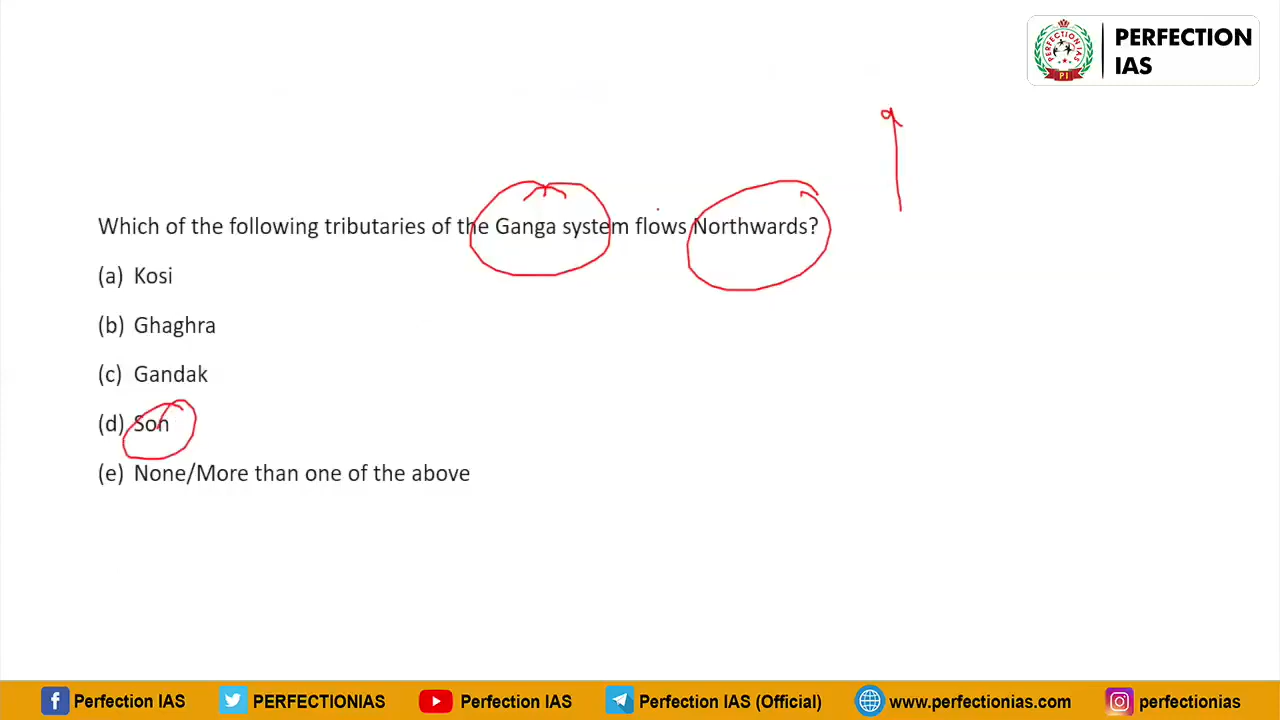 PERFECTION
IAS
Which of the following tributaries of the Ganga system flows Northwards?
(a) Kosi
(b) Ghaghra
(c) Gandak
(d) Son
(e) None/More than one of the above
Perfection IAS PERFECTIONIAS Perfection IAS Perfection IAS (Official) www.perfectionias.com perfectionias